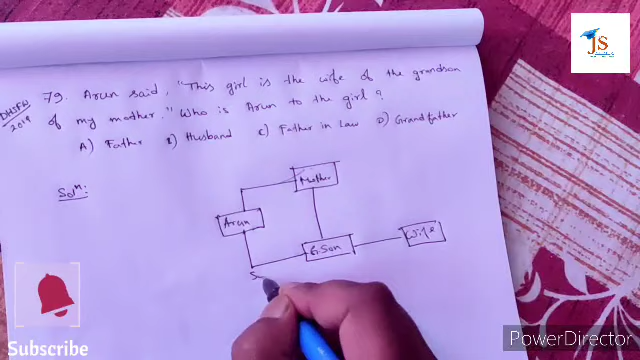 JS
DHSFW
2019
79. Arun said, "This girl is the wife of the grandson
of my mother." Who is Arun to the girl?
A) Father B) Husband C) Father in Law D) Grandfather
Soln:
Mother
Arun
G.Son
Wife
S
Subscribe
PowerDirector